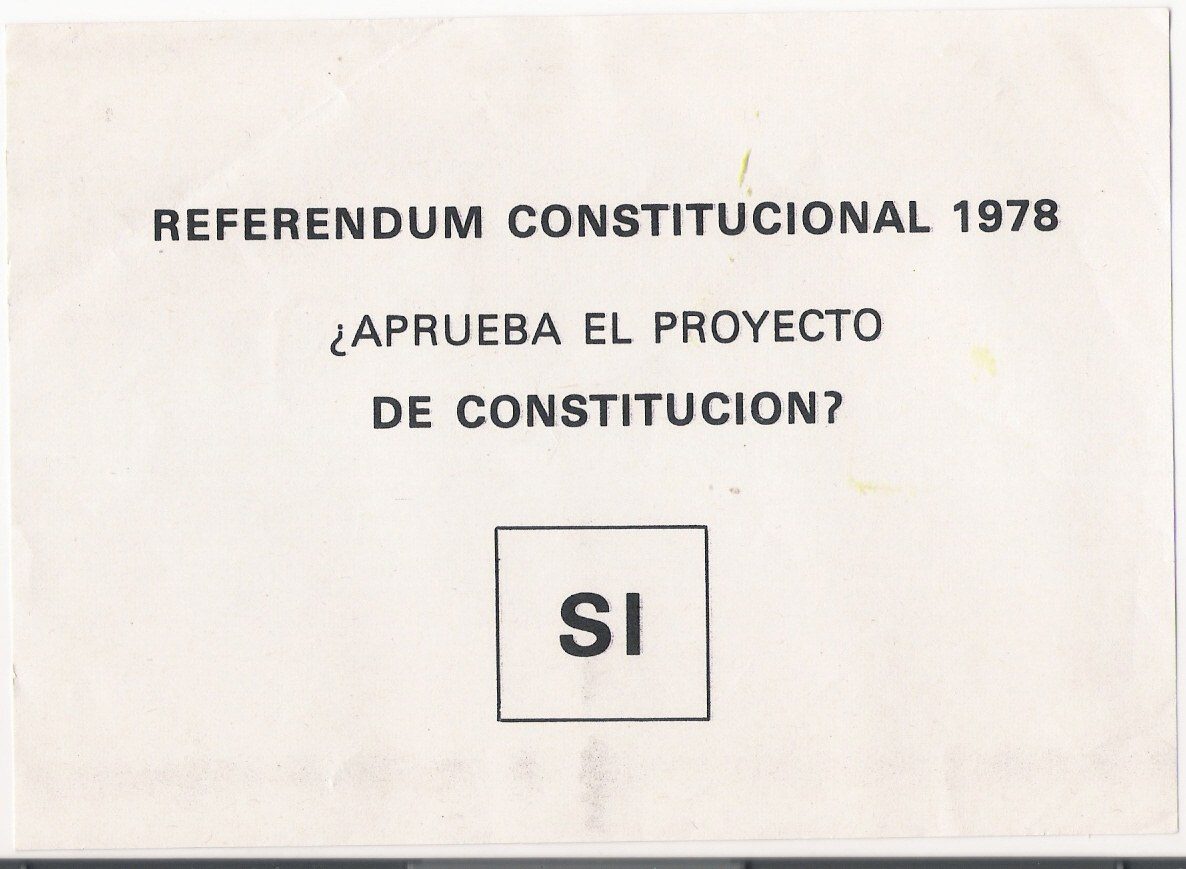 REFERENDUM CONSTITUCIONAL 1978
¿APRUEBA EL PROYECTO
DE CONSTITUCION?
SI